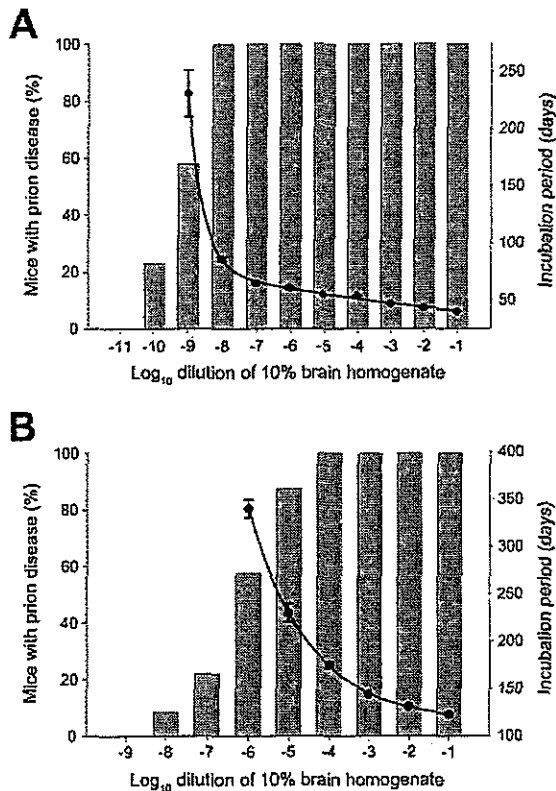 A
Mice with prion disease (%)
100
80
60
40
20
0
250
200
150
100
50
Incubation period (days)
-11 -10 -9 -8 -7 -6 -5 -4 -3 -2 -1
Log10 dilution of 10% brain homogenate
B
Mice with prion disease (%)
100
80
60
40
20
0
400
350
300
250
200
150
100
Incubation period (days)
-9 -8 -7 -6 -5 -4 -3 -2 -1
Log10 dilution of 10% brain homogenate